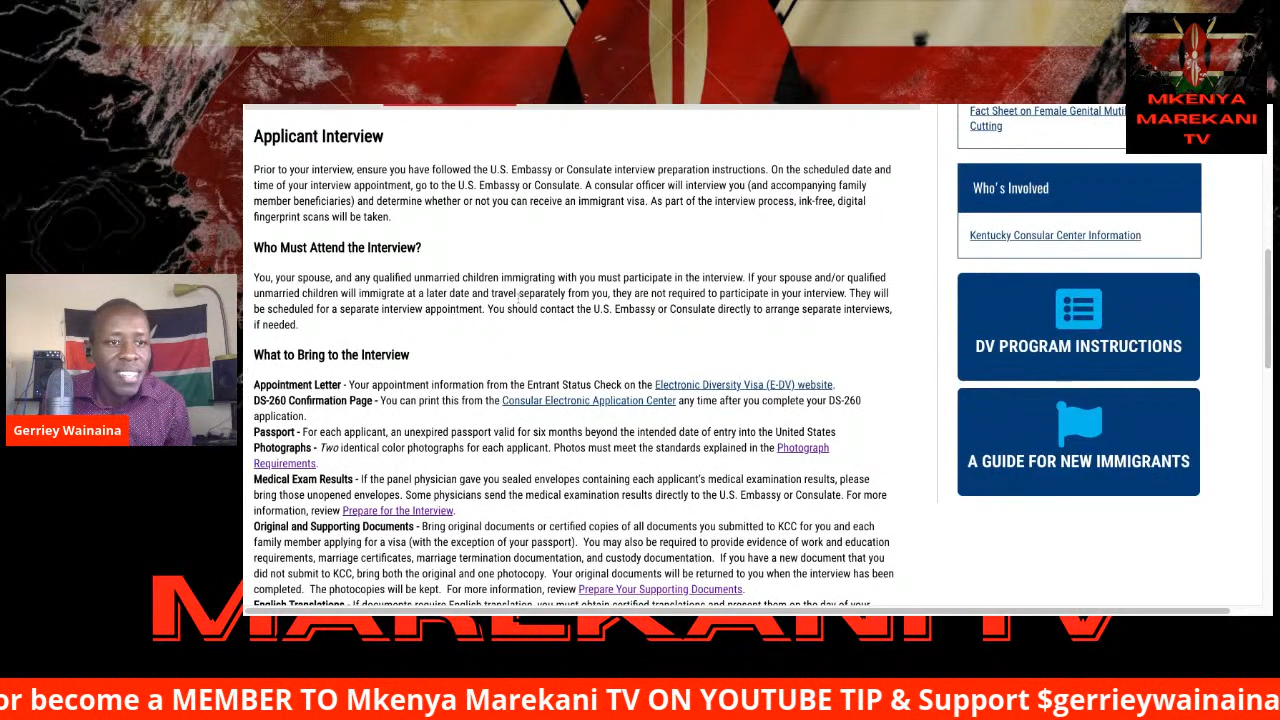 Fact Sheet on Female Genital
Cutting
MKENYA
MAREKANI
TV
Applicant Interview
Prior to your interview, ensure you have followed the U.S. Embassy or Consulate interview preparation instructions. On the scheduled date and
time of your interview appointment, go to the U.S. Embassy or Consulate. A consular officer will interview you (and accompanying family
member beneficiaries) and determine whether or not you can receive an immigrant visa. As part of the interview process, ink-free, digital
fingerprint scans will be taken.
Who Must Attend the Interview?
You, your spouse, and any qualified unmarried children immigrating with you must participate in the interview. If your spouse and/or qualified
unmarried children will immigrate at a later date and travel separately from you, they are not required to participate in your interview. They will
be scheduled for a separate interview appointment. You should contact the U.S. Embassy or Consulate directly to arrange separate interviews,
if needed.
What to Bring to the Interview
Appointment Letter - Your appointment information from the Entrant Status Check on the Electronic Diversity Visa (E-DV) website.
DS-260 Confirmation Page - You can print this from the Consular Electronic Application Center any time after you complete your DS-260
application.
Passport - For each applicant, an unexpired passport valid for six months beyond the intended date of entry into the United States
Photographs - Two identical color photographs for each applicant. Photos must meet the standards explained in the Photograph
Requirements.
Medical Exam Results - If the panel physician gave you sealed envelopes containing each applicant's medical examination results, please
bring those unopened envelopes. Some physicians send the medical examination results directly to the U.S. Embassy or Consulate. For more
information, review Prepare for the Interview.
Original and Supporting Documents - Bring original documents or certified copies of all documents you submitted to KCC for you and each
family member applying for a visa (with the exception of your passport). You may also be required to provide evidence of work and education
requirements, marriage certificates, marriage termination documentation, and custody documentation. If you have a new document that you
did not submit to KCC, bring both the original and one photocopy. Your original documents will be returned to you when the interview has been
completed. The photocopies will be kept. For more information, review Prepare Your Supporting Documents.
English Translations - If documents require English translation, you must obtain certified translations and present them on the day of your
Who's Involved
Kentucky Consular Center Information
DV PROGRAM INSTRUCTIONS
A GUIDE FOR NEW IMMIGRANTS
Gerriey Wainaina
MAREKANI TV
or become a MEMBER TO Mkenya Marekani TV ON YOUTUBE TIP & Support $gerrieywainaina